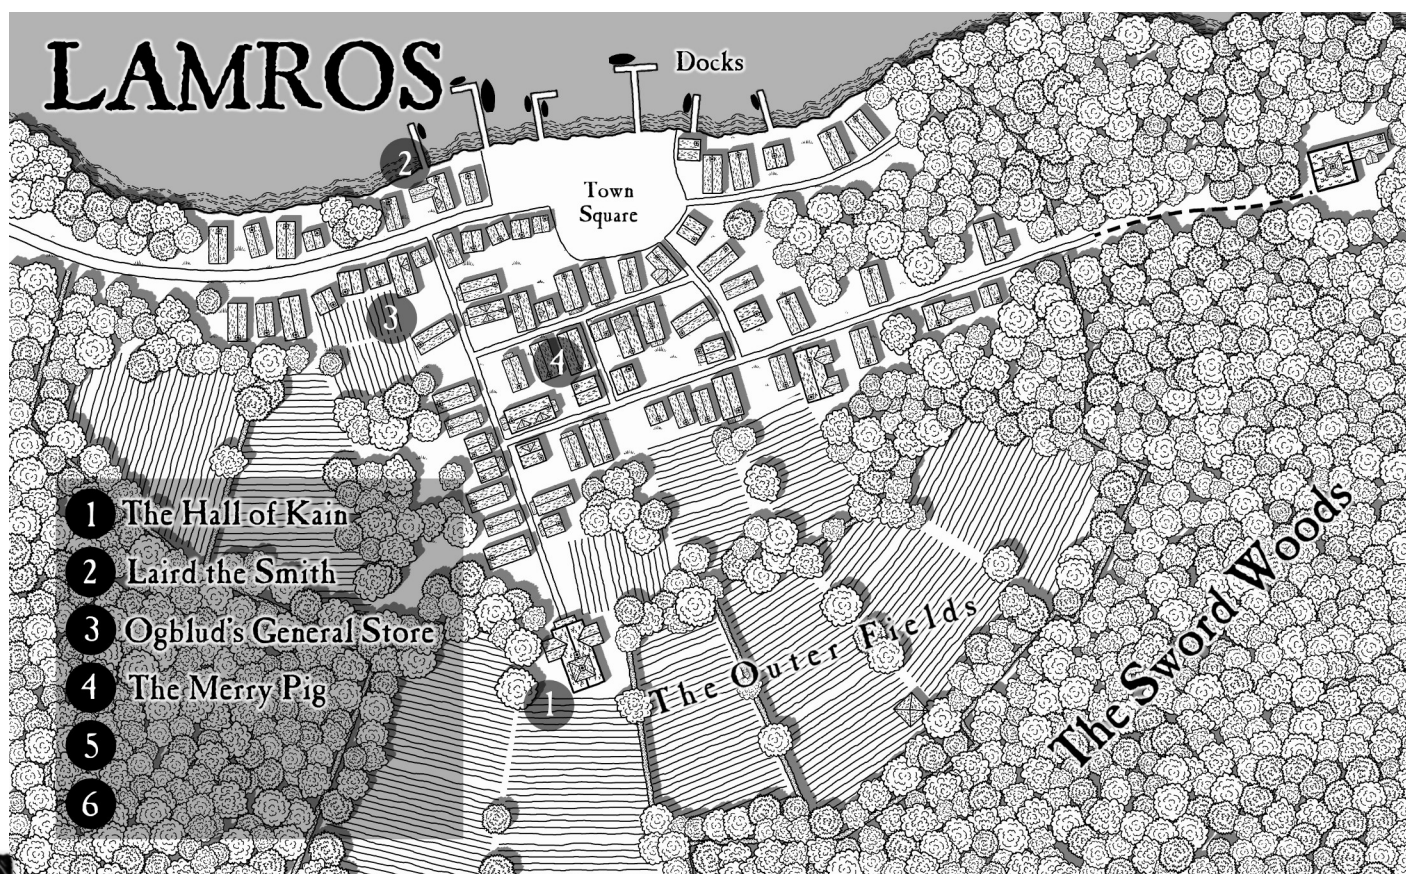 LAMROS
Docks
2
Town
Square
3
4
1 The Hall of Kain
2 Laird the Smith
3 Ogblud's General Store
4 The Merry Pig
5
6
1
The Outer Fields
The Sword Woods